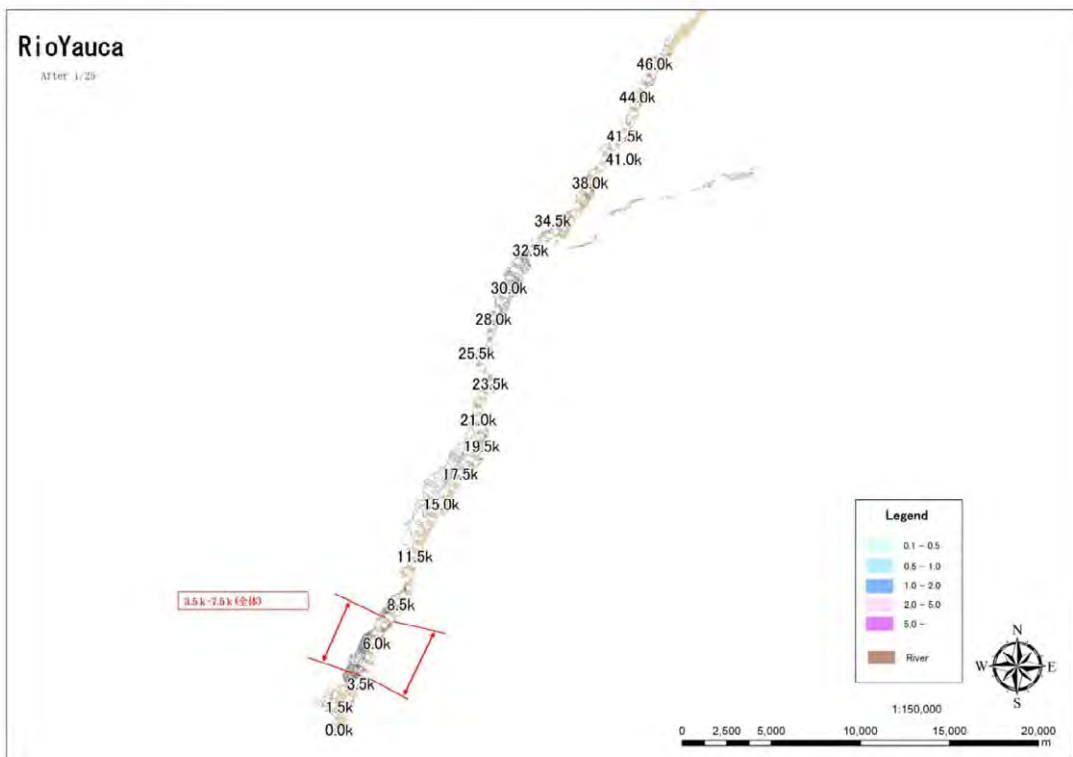 RioYauca
After 1/25
46.0k
44.0k
41.5k
41.0k
38.0k
34.5k
32.5k
30.0k
28.0k
25.5k
23.5k
21.0k
19.5k
17.5k
15.0k
11.5k
8.5k
3.5k-7.5k(全体)
6.0k
3.5k
1.5k
0.0k
Legend
0.1 - 0.5
0.5 - 1.0
1.0 - 2.0
2.0 - 5.0
5.0 -
River
N
W E
S
1:150,000
0 2,500 5,000 10,000 15,000 20,000
m